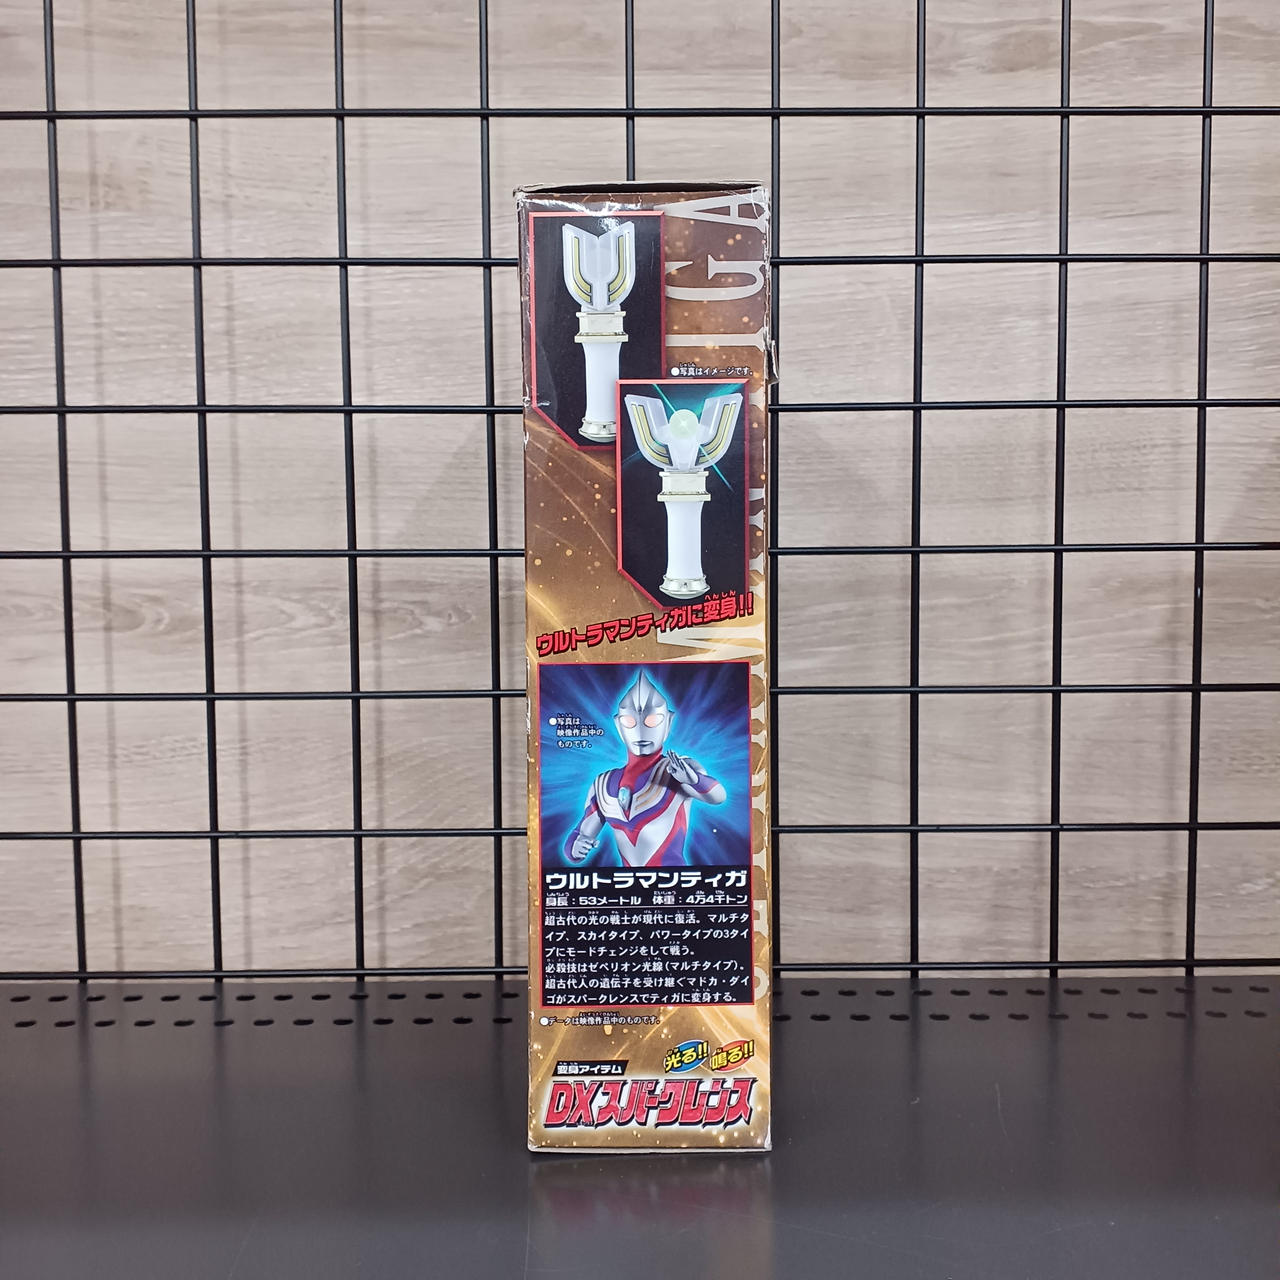 ●写真はイメージです。
ウルトラマンティガに変身!!
●写真は
映像作品中の
ものです。
ウルトラマンティガ
身長：53メートル 体重：4万4千トン
超古代の光の戦士が現代に復活。マルチタ
イプ、スカイタイプ、パワータイプの3タイ
プにモードチェンジをして戦う。
必殺技はゼペリオン光線(マルチタイプ)。
超古代人の遺伝子を受け継ぐマドカ・ダイ
ゴがスパークレンスでティガに変身する。
●データは映像作品中のものです。
光る!! 鳴る!!
変身アイテム
DXスパークレンス